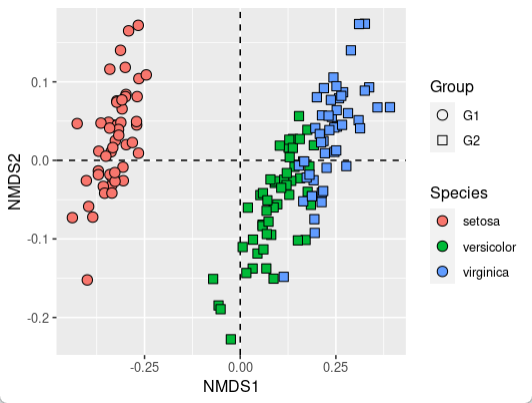 0.1
0.0
-0.1
-0.2
NMDS2
-0.25
0.00
0.25
NMDS1
Group
G1
G2
Species
setosa
versicolor
virginica